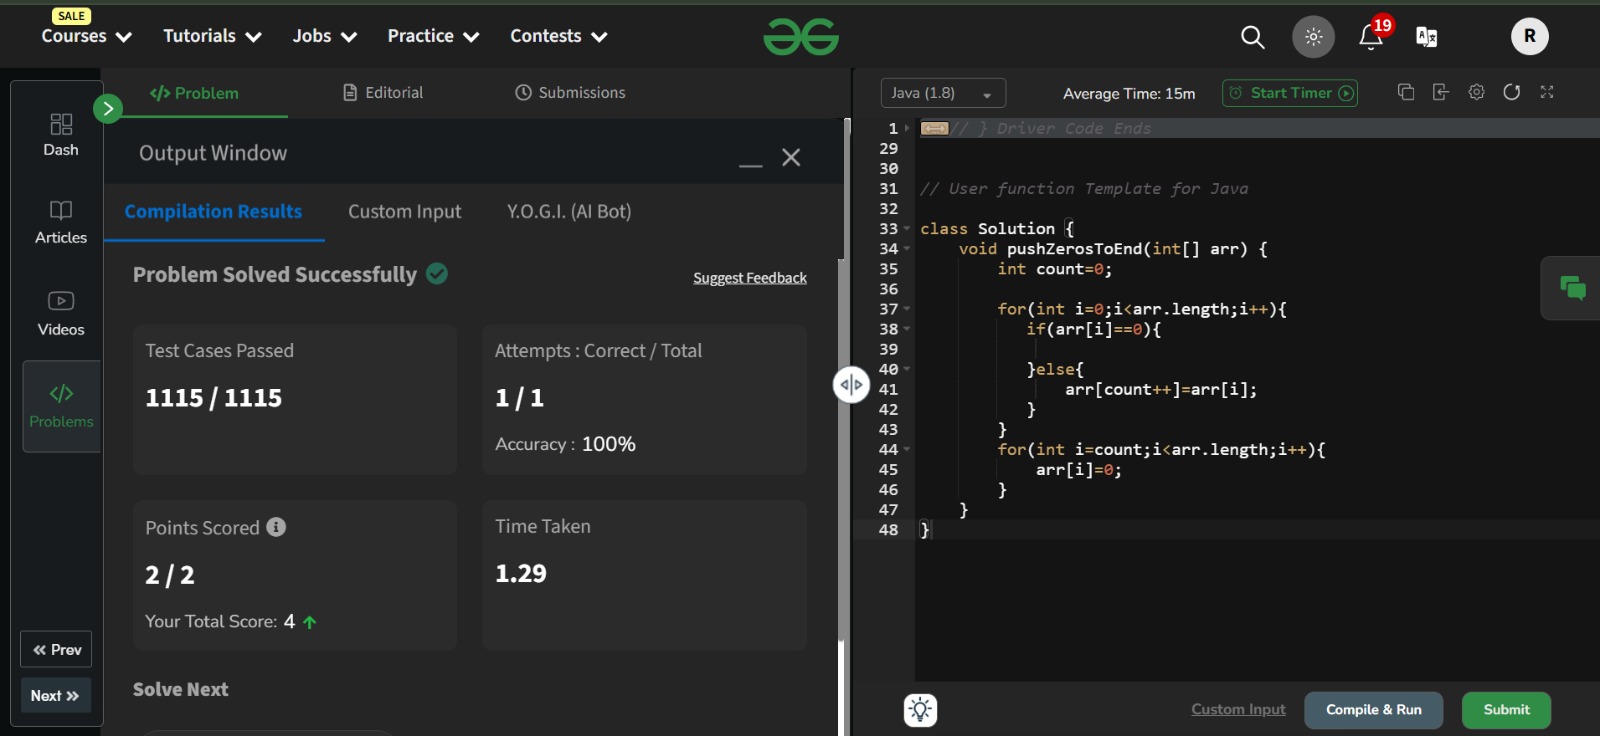 SALE
Courses
Tutorials
Jobs
Practice
Contests
19
R
Dash
Articles
Videos
</> Problems
« Prev
Next »
</> Problem
Editorial
Submissions
Output Window
Compilation Results
Custom Input
Y.O.G.I. (AI Bot)
Problem Solved Successfully
Suggest Feedback
Test Cases Passed
1115 / 1115
Attempts : Correct / Total
1 / 1
Accuracy : 100%
Points Scored
2 / 2
Your Total Score: 4
Time Taken
1.29
Solve Next
Java (1.8)
Average Time: 15m
Start Timer
1 // } Driver Code Ends
29
30
31 // User function Template for Java
32
33 class Solution {
34 void pushZerosToEnd(int[] arr) {
35 int count=0;
36
37 for(int i=0;i<arr.length;i++){
38 if(arr[i]==0){
39
40 }else{
41 arr[count++]=arr[i];
42 }
43 }
44 for(int i=count;i<arr.length;i++){
45 arr[i]=0;
46 }
47 }
48 }
Custom Input
Compile & Run
Submit